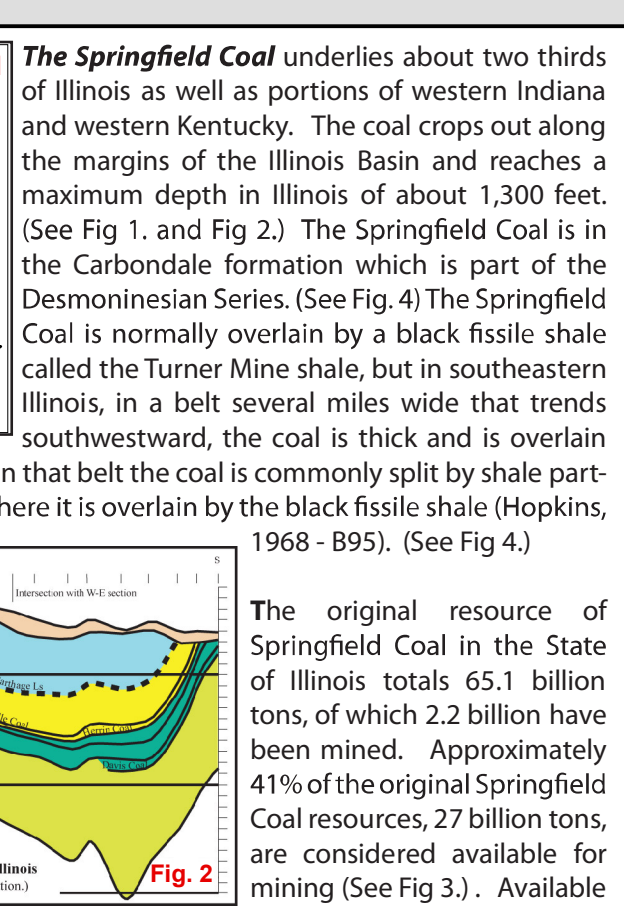 The Springfield Coal underlies about two thirds
of Illinois as well as portions of western Indiana
and western Kentucky. The coal crops out along
the margins of the Illinois Basin and reaches a
maximum depth in Illinois of about 1,300 feet.
(See Fig 1. and Fig 2.) The Springfield Coal is in
the Carbondale formation which is part of the
Desmoninesian Series. (See Fig. 4) The Springfield
Coal is normally overlain by a black fissile shale
called the Turner Mine shale, but in southeastern
Illinois, in a belt several miles wide that trends
southwestward, the coal is thick and is overlain
n that belt the coal is commonly split by shale part-
here it is overlain by the black fissile shale (Hopkins,
1968 - B95). (See Fig 4.)
The original resource of
Springfield Coal in the State
of Illinois totals 65.1 billion
tons, of which 2.2 billion have
been mined. Approximately
41% of the original Springfield
Coal resources, 27 billion tons,
are considered available for
mining (See Fig 3.) . Available
S
Intersection with W-E section
arthage Ls
le Coal
Herrin Coal
Davis Coal
llinois
tion.)
Fig. 2